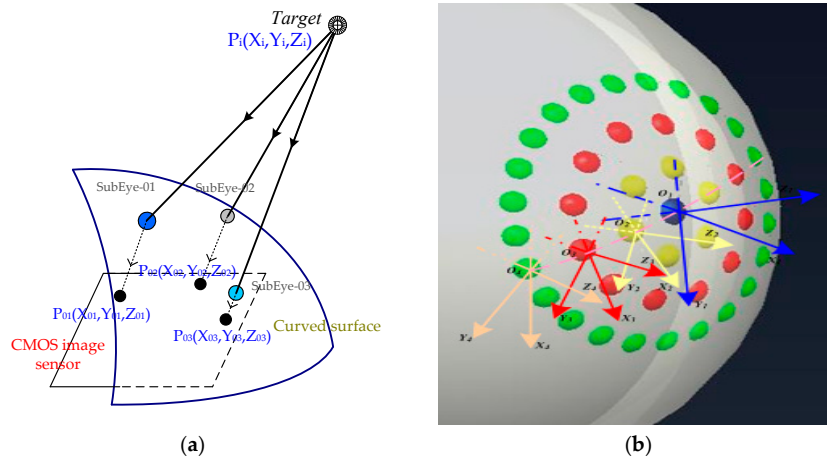 Target
Pi(Xi,Yi,Zi)
SubEye-01
SubEye-02
P02(X02,Y02,Z02)
SubEye-03
P01(X01,Y01,Z01)
P03(X03,Y03,Z03)
Curved surface
CMOS image
sensor
O1
Z1
O2
Z2
X1
O3
Z3
O4
Z4
Y2
X2
Y1
Y3
X3
Y4
X4
(a)
(b)